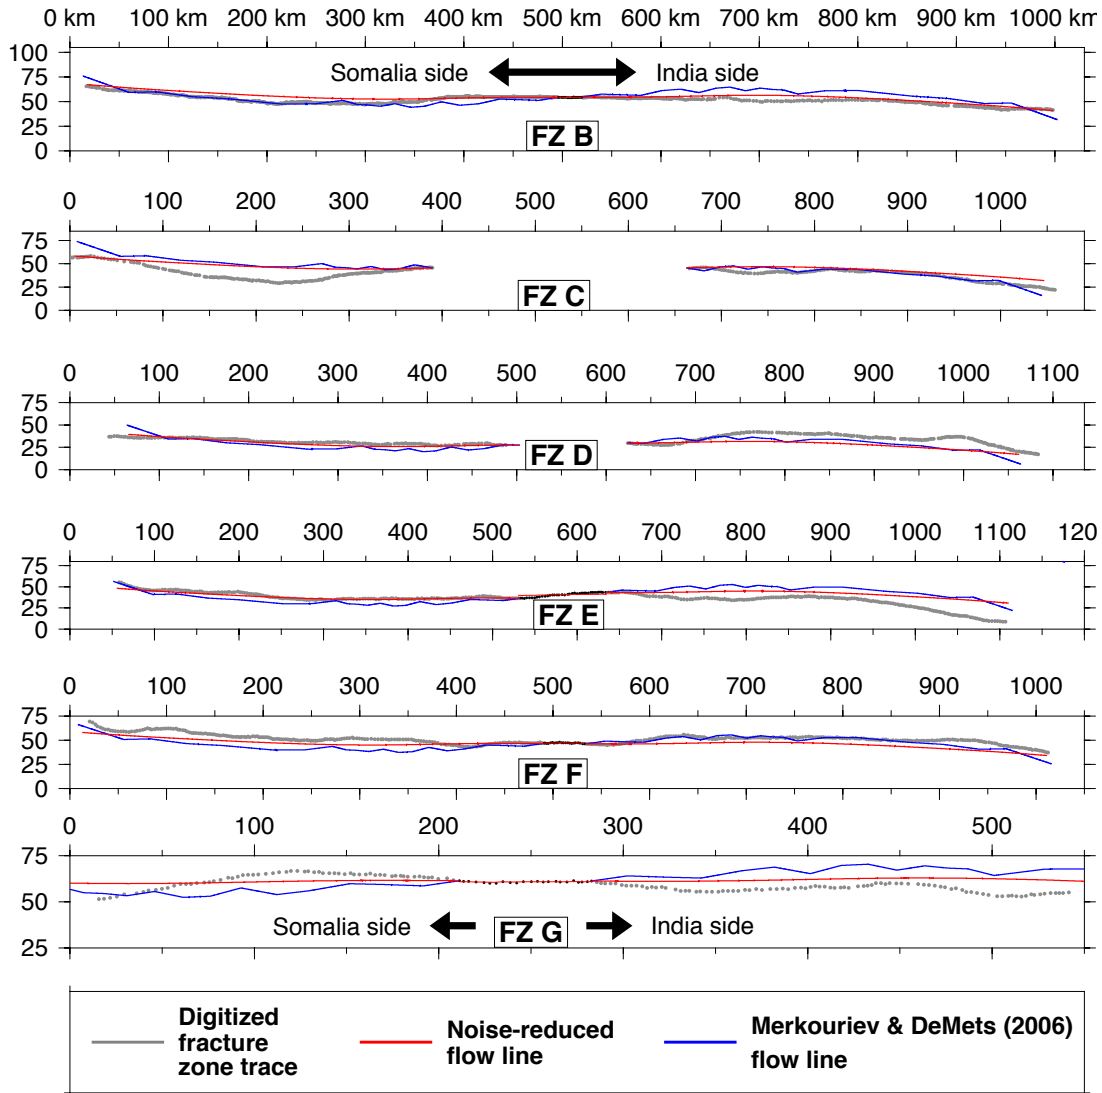 0 km 100 km 200 km 300 km 400 km 500 km 600 km 700 km 800 km 900 km 1000 km
100
75
50
25
0
Somalia side India side
FZ B
0 100 200 300 400 500 600 700 800 900 1000
75
50
25
0
FZ C
0 100 200 300 400 500 600 700 800 900 1000 1100
75
50
25
0
FZ D
0 100 200 300 400 500 600 700 800 900 1000 1100 120
75
50
25
0
FZ E
0 100 200 300 400 500 600 700 800 900 1000
75
50
25
0
FZ F
0 100 200 300 400 500
75
50
25
Somalia side FZ G India side
Digitized
fracture
zone trace
Noise-reduced
flow line
Merkouriev & DeMets (2006)
flow line